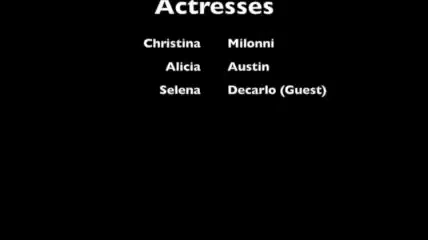 Actresses
Christina Milonni
Alicia Austin
Selena Decarlo (Guest)